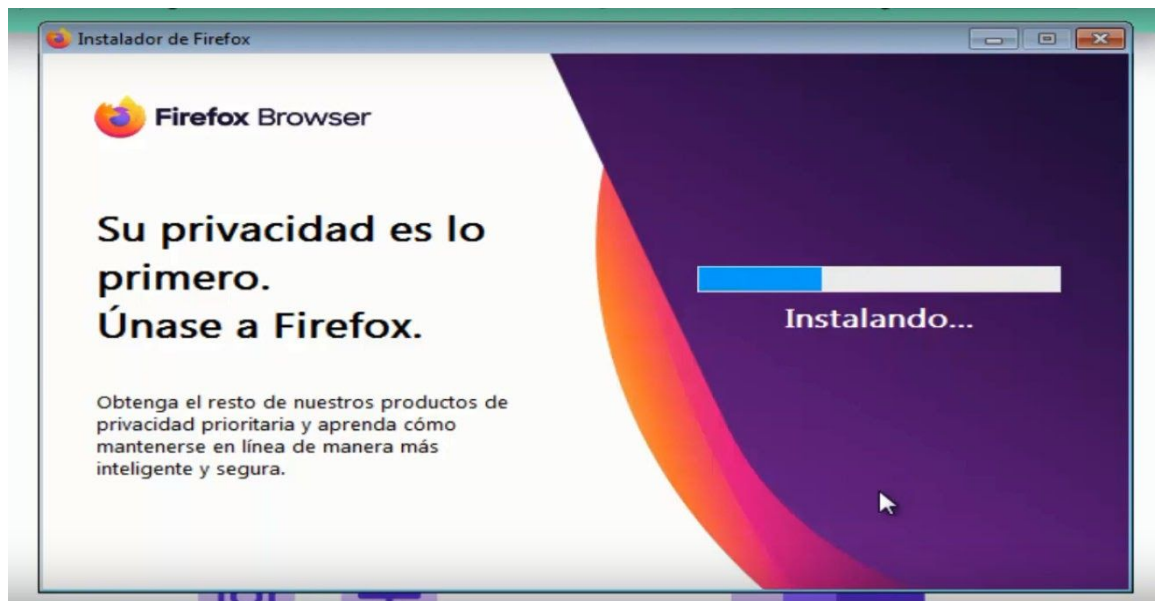 Instalador de Firefox
Firefox Browser
Su privacidad es lo
primero.
Únase a Firefox.
Instalando...
Obtenga el resto de nuestros productos de
privacidad prioritaria y aprenda cómo
mantenerse en línea de manera más
inteligente y segura.